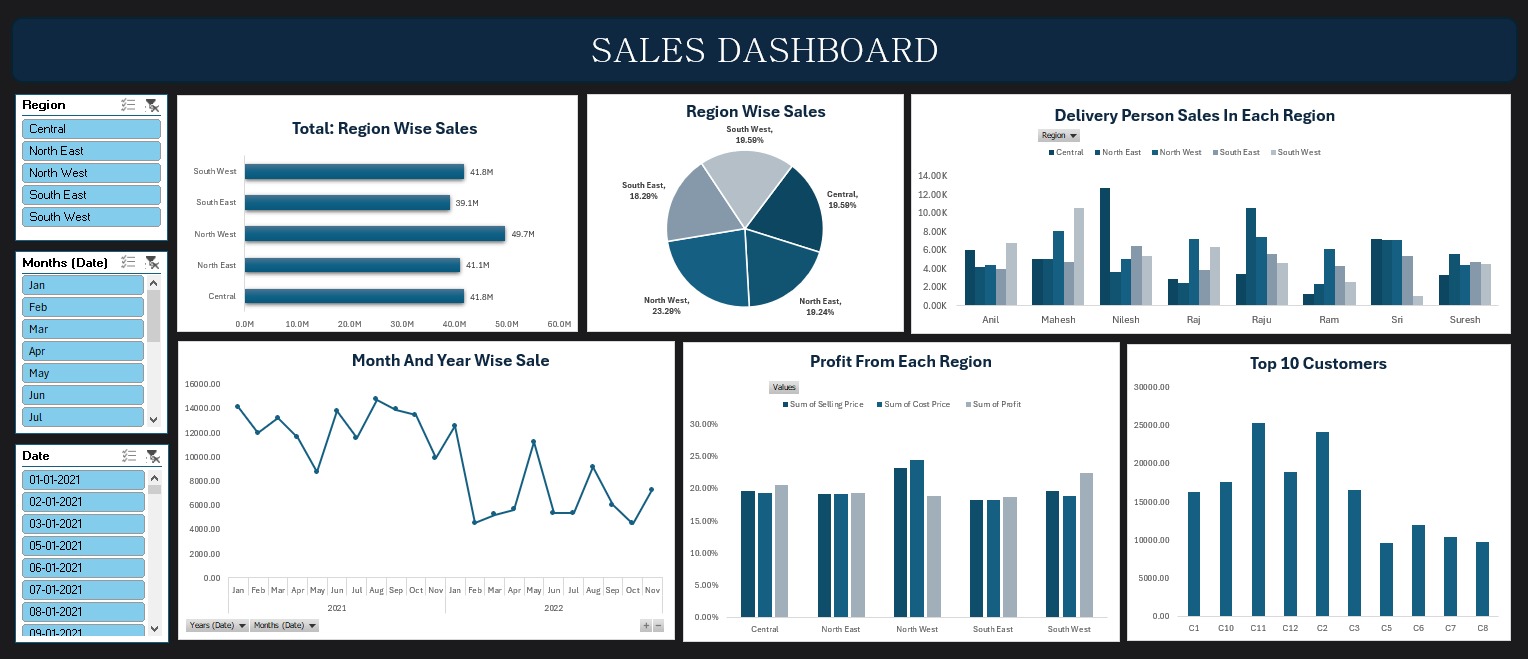 SALES DASHBOARD
Region
Central
North East
North West
South East
South West
Months (Date)
Jan
Feb
Mar
Apr
May
Jun
Jul
Date
01-01-2021
02-01-2021
03-01-2021
05-01-2021
06-01-2021
07-01-2021
08-01-2021
09-01-2021
Total: Region Wise Sales
South West 41.8M
South East 39.1M
North West 49.7M
North East 41.1M
Central 41.8M
0.0M 10.0M 20.0M 30.0M 40.0M 50.0M 60.0M
Region Wise Sales
South West,
19.59%
South East,
18.29%
Central,
19.59%
North West,
23.29%
North East,
19.24%
Delivery Person Sales In Each Region
Region
Central North East North West South East South West
14.00K
12.00K
10.00K
8.00K
6.00K
4.00K
2.00K
0.00K
Anil Mahesh Nilesh Raj Raju Ram Sri Suresh
Month And Year Wise Sale
16000.00
14000.00
12000.00
10000.00
8000.00
6000.00
4000.00
2000.00
0.00
Jan Feb Mar Apr May Jun Jul Aug Sep Oct Nov Jan Feb Mar Apr May Jun Jul Aug Sep Oct Nov
2021 2022
Years (Date) Months (Date)
+ −
Profit From Each Region
Values
Sum of Selling Price Sum of Cost Price Sum of Profit
30.00%
25.00%
20.00%
15.00%
10.00%
5.00%
0.00%
Central North East North West South East South West
Top 10 Customers
30000.00
25000.00
20000.00
15000.00
10000.00
5000.00
0.00
C1 C10 C11 C12 C2 C3 C5 C6 C7 C8